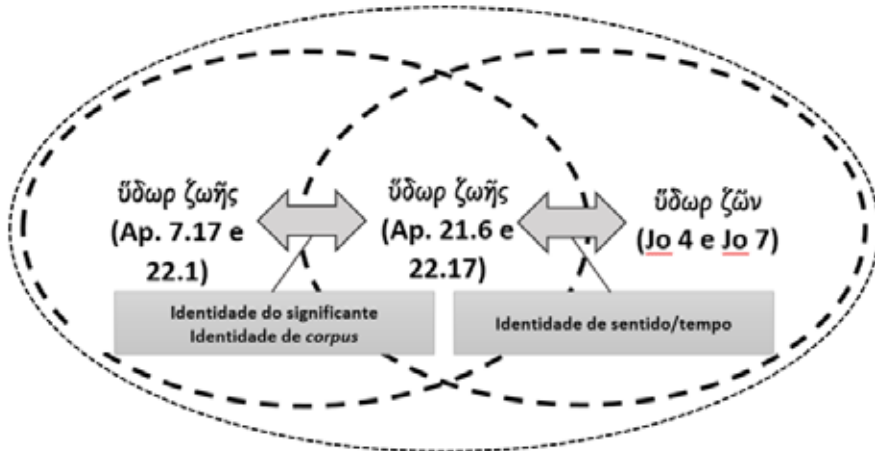 ὕδωρ ζωῆς
(Ap. 7.17 e
22.1)
ὕδωρ ζωῆς
(Ap. 21.6 e
22.17)
ὕδωρ ζῶν
(Jo 4 e Jo 7)
Identidade do significante
Identidade de corpus
Identidade de sentido/tempo